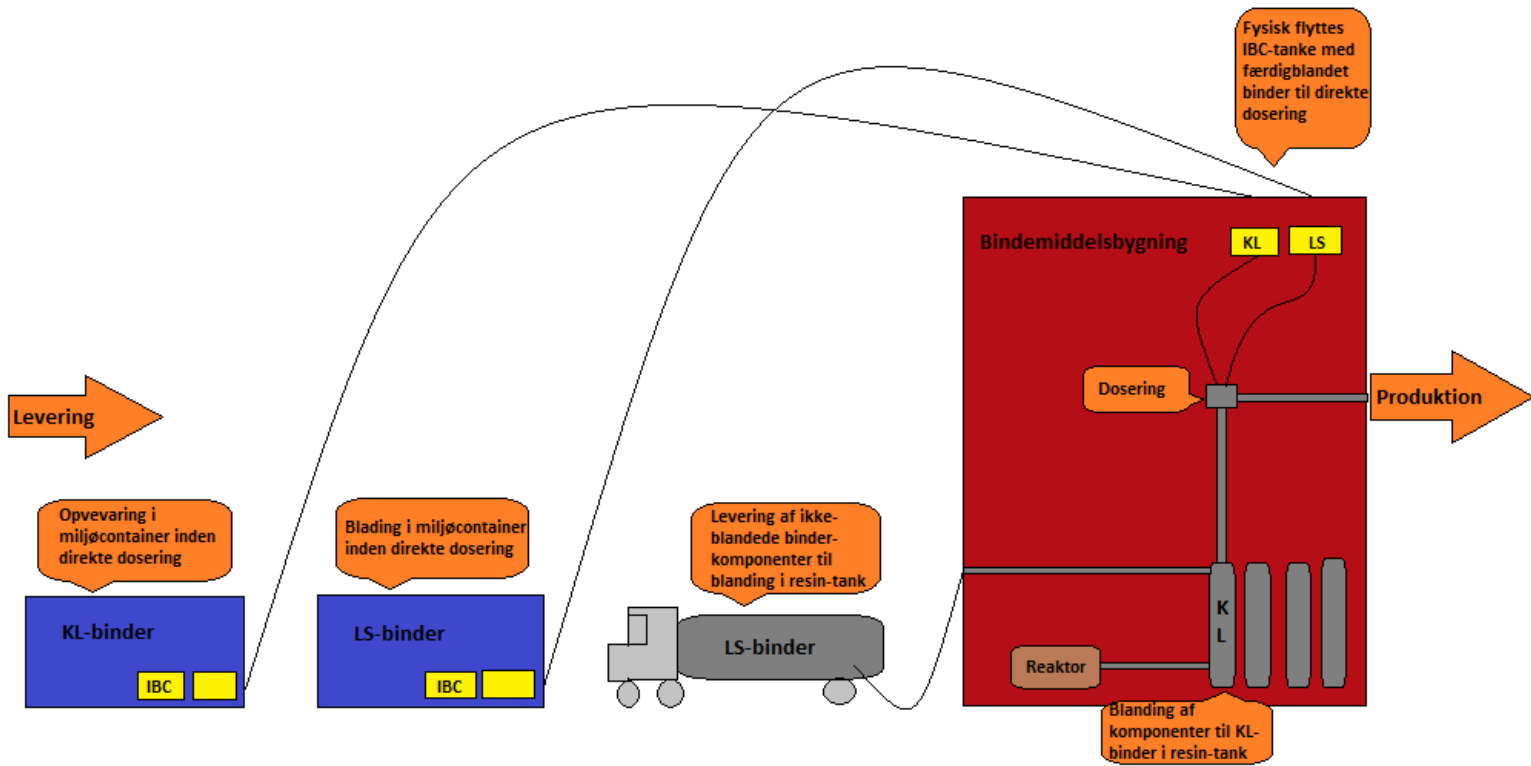 Fysisk flyttes
IBC-tanke med
færdigblandet
binder til direkte
dosering
Bindemiddelsbygning
KL
LS
Dosering
Levering
Produktion
Opvevaring i
miljøcontainer inden
direkte dosering
Blading i miljøcontainer
inden direkte dosering
Levering af ikke-
blandede binder-
komponenter til
blanding i resin-tank
KL-binder
IBC
LS-binder
IBC
LS-binder
K
L
Reaktor
Blanding af
komponenter til KL-
binder i resin-tank